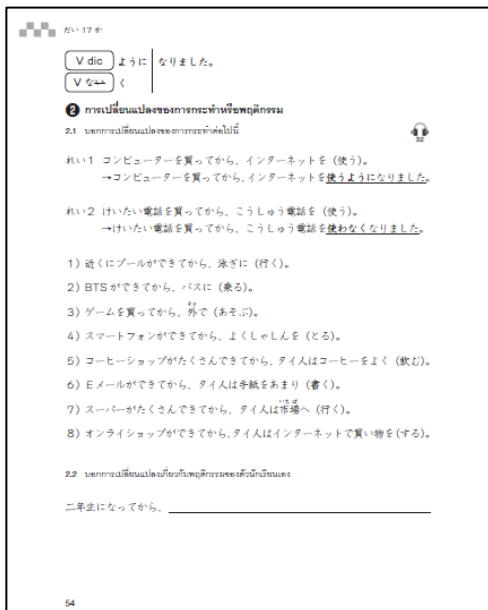 だい 17 か
V dic ように なりました。
V ない く
❷ การเปลี่ยนแปลงของการกระทำหรือพฤติกรรม
2.1 บอกการเปลี่ยนแปลงของการกระทำต่อไปนี้
32
れい1 コンピューターを買ってから、インターネットを (使う)。
→コンピューターを買ってから、インターネットを使うようになりました。
れい2 けいたい電話を買ってから、こうしゅう電話を (使う)。
→けいたい電話を買ってから、こうしゅう電話を使わなくなりました。
1) 近くにプールができてから、泳ぎに (行く)。
2) BTS ができてから、バスに (乗る)。
3) ゲームを買ってから、外で (あそぶ)。
4) スマートフォンができてから、よくしゃしんを (とる)。
5) コーヒーショップがたくさんできてから、タイ人はコーヒーをよく (飲む)。
6) Eメールができてから、タイ人は手紙をあまり (書く)。
7) スーパーがたくさんできてから、タイ人は市場へ (行く)。
8) オンライショップができてから、タイ人はインターネットで買い物を(する)。
2.2 บอกการเปลี่ยนแปลงเกี่ยวกับพฤติกรรมของตัวนักเรียนเอง
二年生になってから、
54